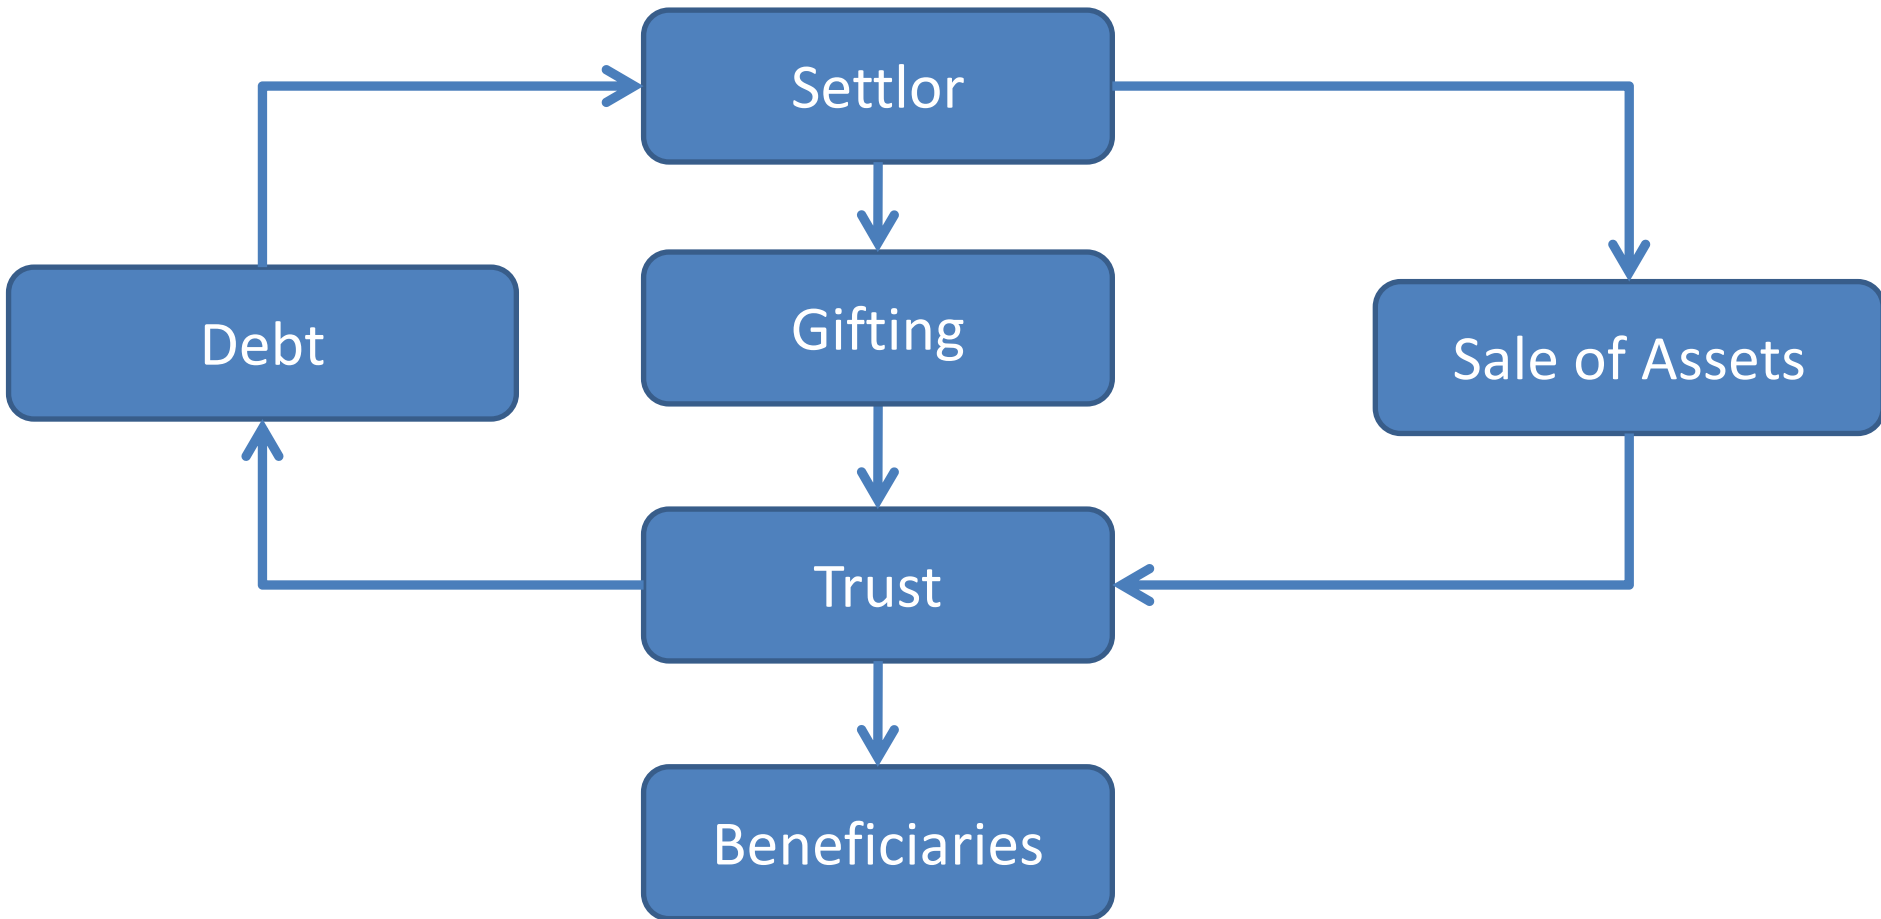 Settlor
Debt
Gifting
Sale of Assets
Trust
Beneficiaries